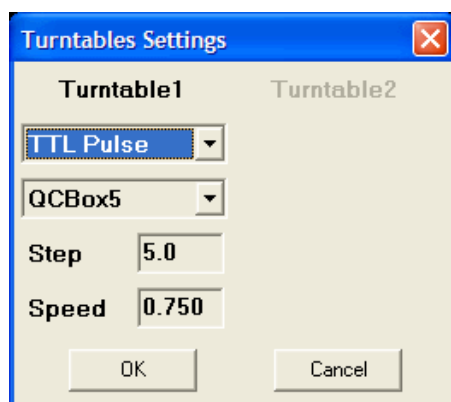 Turntables Settings
Turntable1 Turntable2
TTL Pulse
QCBox5
Step 5.0
Speed 0.750
OK Cancel